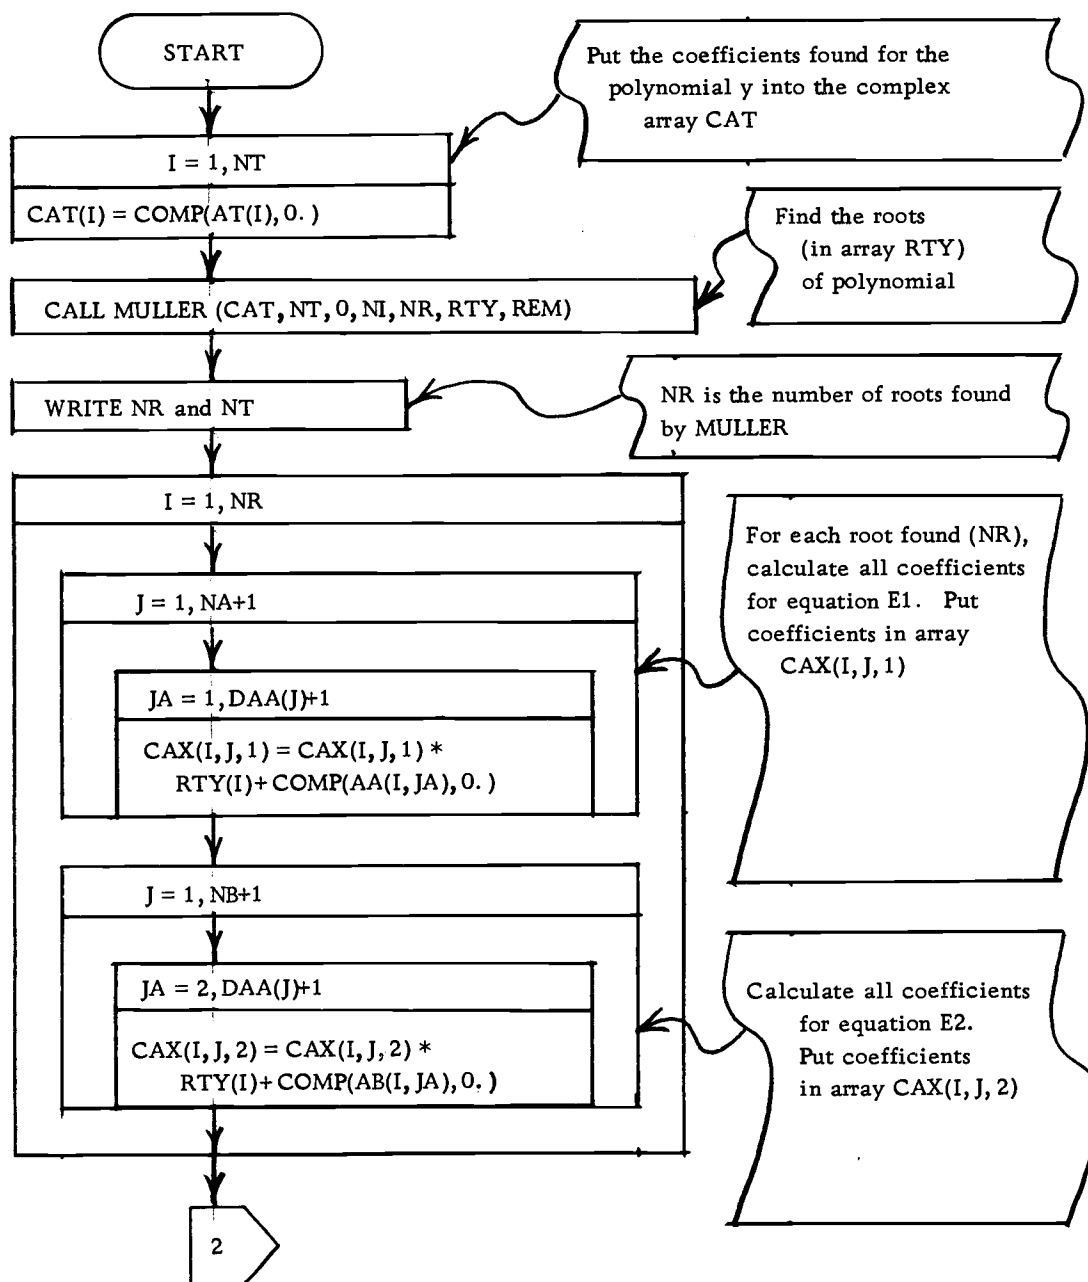 START
Put the coefficients found for the
polynomial y into the complex
array CAT
I = 1, NT
CAT(I) = COMP(AT(I), 0. )
Find the roots
(in array RTY)
of polynomial
CALL MULLER (CAT, NT, 0, NI, NR, RTY, REM)
WRITE NR and NT
NR is the number of roots found
by MULLER
I = 1, NR
For each root found (NR),
calculate all coefficients
for equation E1. Put
coefficients in array
CAX(I, J, 1)
J = 1, NA+1
JA = 1, DAA(J)+1
CAX(I, J, 1) = CAX(I, J, 1) *
RTY(I)+ COMP(AA(I, JA), 0. )
J = 1, NB+1
JA = 2, DAA(J)+1
CAX(I, J, 2) = CAX(I, J, 2) *
RTY(I)+ COMP(AB(I, JA), 0. )
Calculate all coefficients
for equation E2.
Put coefficients
in array CAX(I, J, 2)
2